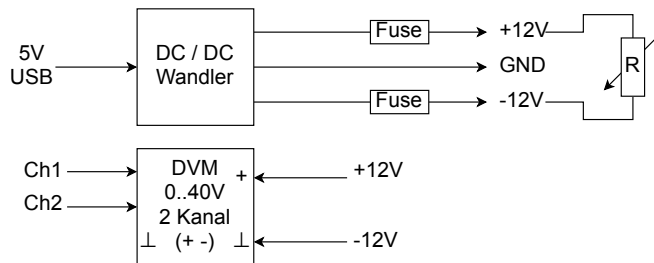 5V
USB
DC / DC
Wandler
Fuse
+12V
GND
Fuse
-12V
R
Ch1
Ch2
DVM
+
0..40V
2 Kanal
⊥ (+ -) ⊥
+12V
-12V